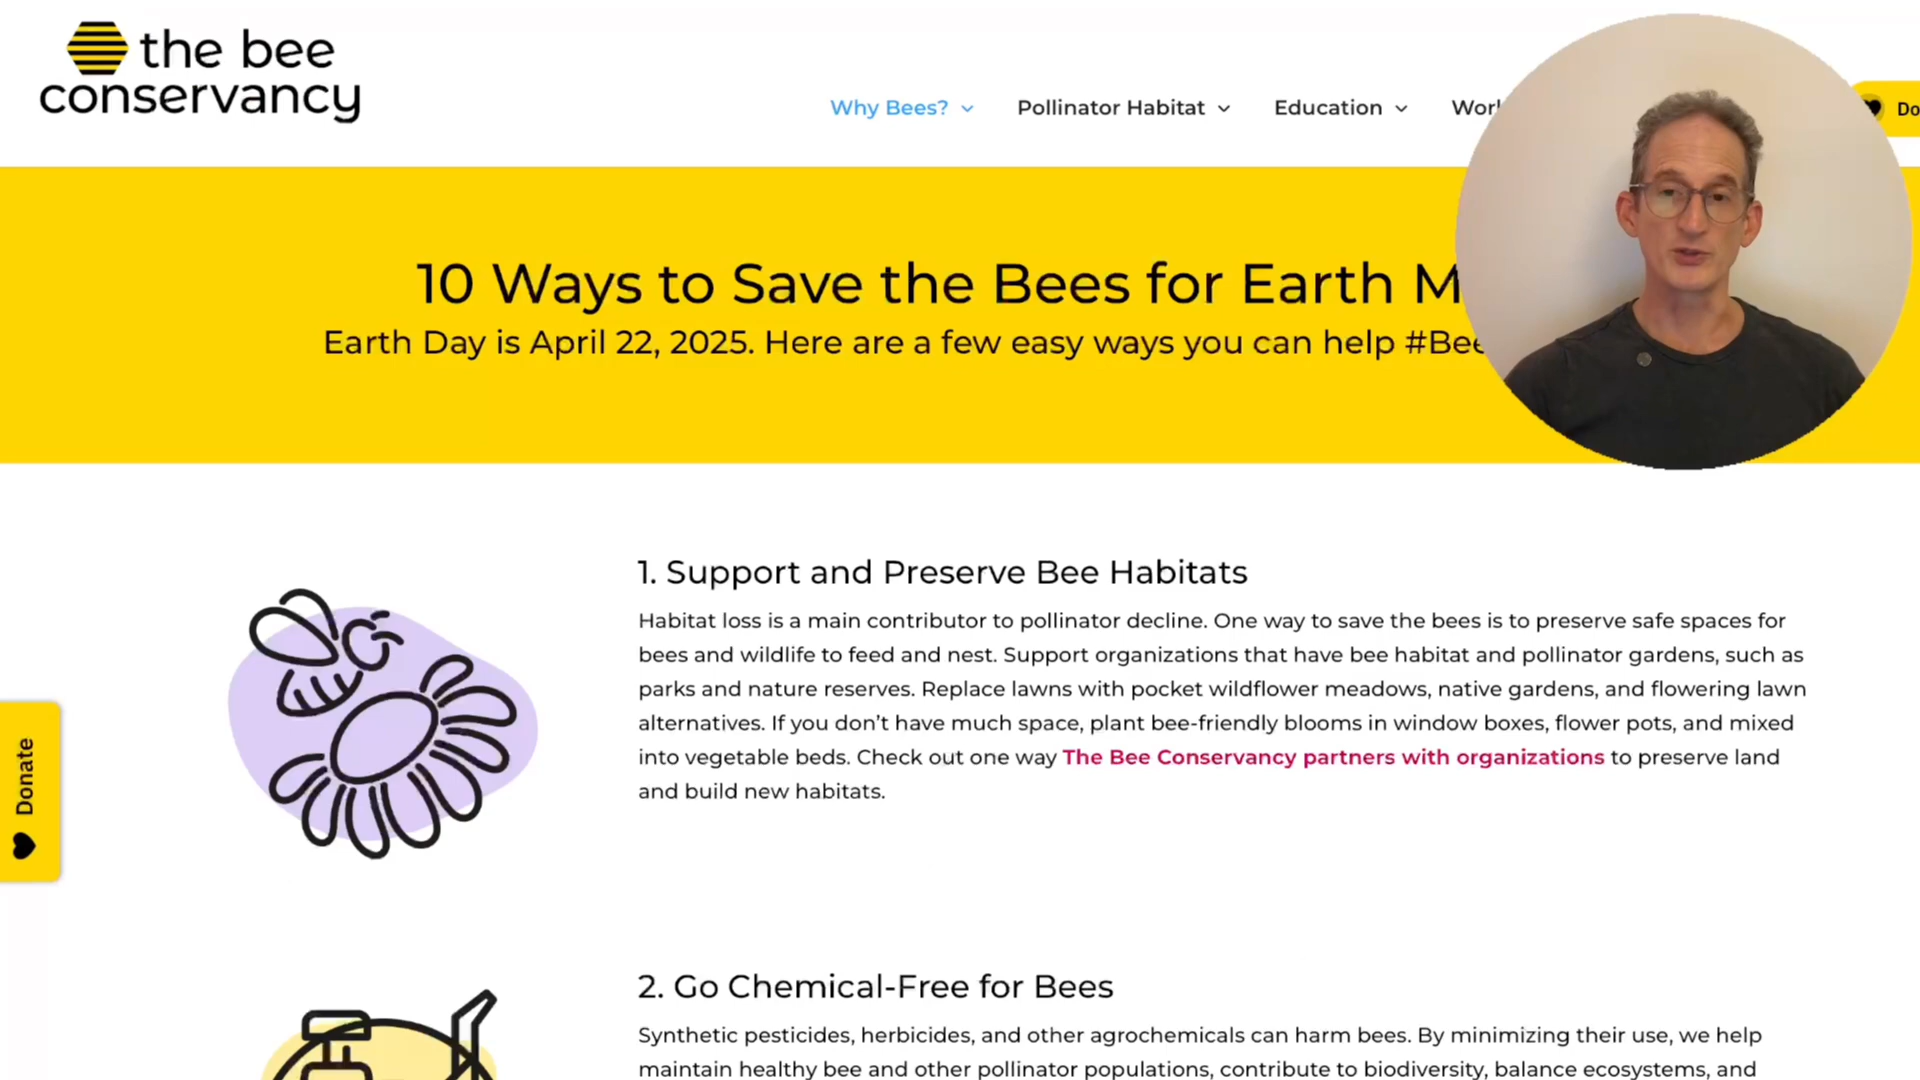 the bee
conservancy
Why Bees?
Pollinator Habitat
Education
10 Ways to Save the Bees for Earth
Earth Day is April 22, 2025. Here are a few easy ways you can help
1. Support and Preserve Bee Habitats
Habitat loss is a main contributor to pollinator decline. One way to save the bees is to preserve safe spaces for
bees and wildlife to feed and nest. Support organizations that have bee habitat and pollinator gardens, such as
parks and nature reserves. Replace lawns with pocket wildflower meadows, native gardens, and flowering lawn
alternatives. If you don’t have much space, plant bee-friendly blooms in window boxes, flower pots, and mixed
into vegetable beds. Check out one way The Bee Conservancy partners with organizations to preserve land
and build new habitats.
Donate
2. Go Chemical-Free for Bees
Synthetic pesticides, herbicides, and other agrochemicals can harm bees. By minimizing their use, we help
maintain healthy bee and other pollinator populations, contribute to biodiversity, balance ecosystems, and